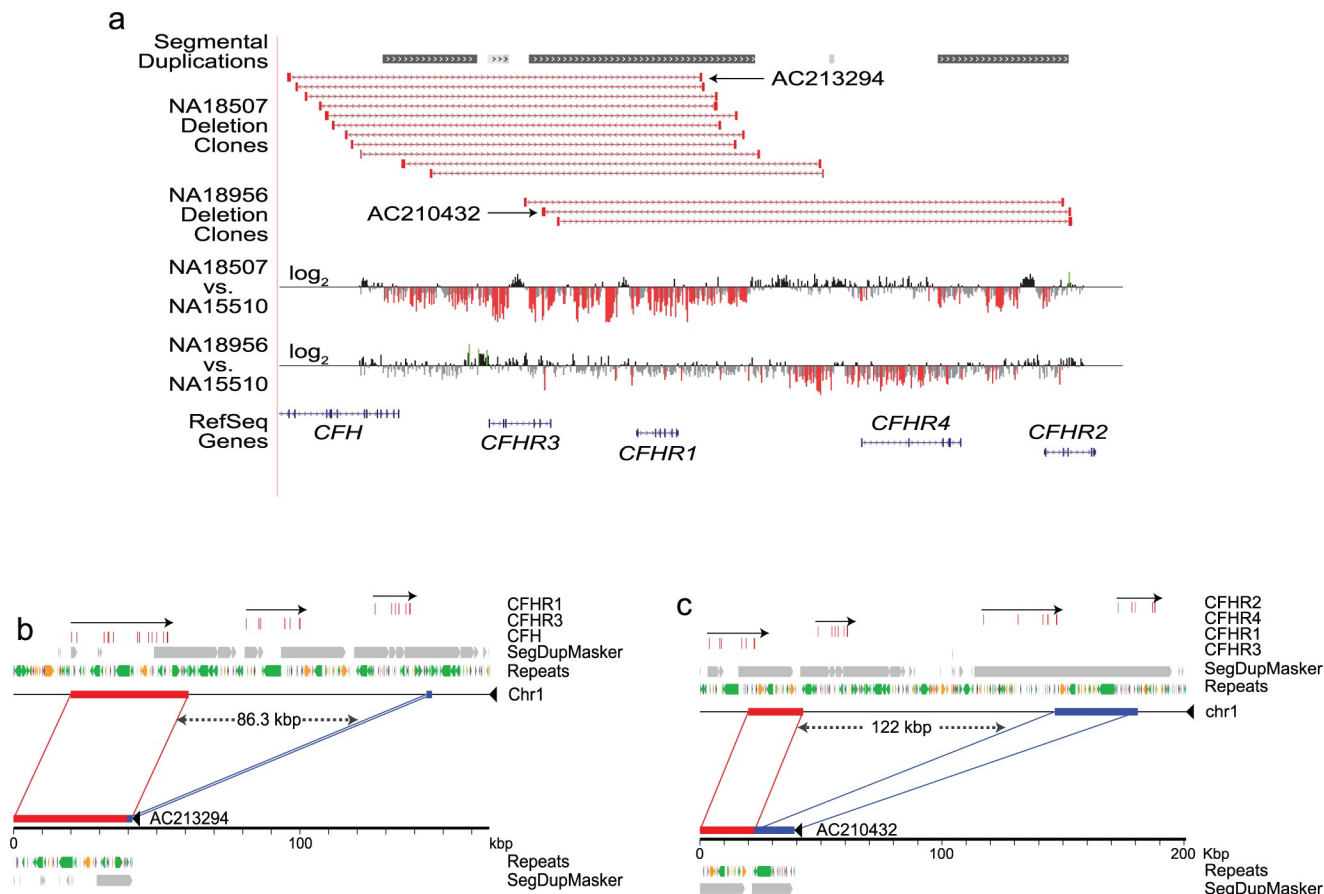 a
Segmental
Duplications
AC213294
NA18507
Deletion
Clones
NA18956
Deletion
Clones
AC210432
NA18507
vs.
NA15510
log2
NA18956
vs.
NA15510
log2
RefSeq
Genes
CFH
CFHR3
CFHR1
CFHR4
CFHR2
b
CFHR1
CFHR3
CFH
SegDupMasker
Repeats
Chr1
86.3 kbp
AC213294
100
kbp
Repeats
SegDupMasker
0
c
CFHR2
CFHR4
CFHR1
CFHR3
SegDupMasker
Repeats
chr1
122 kbp
AC210432
0
100
200
Kbp
Repeats
SegDupMasker